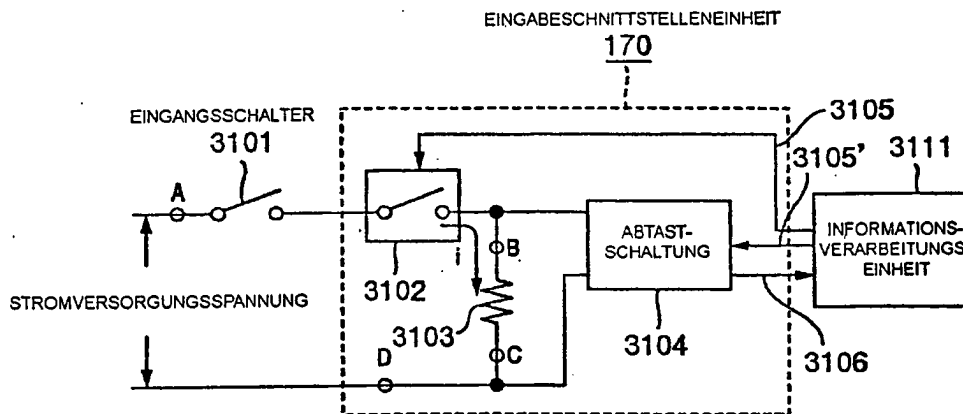 EINGABESCHNITTSTELLENEINHEIT
170
EINGANGSSCHALTER
3101
3105
3105'
3111
A
B
ABTAST-
SCHALTUNG
INFORMATIONS-
VERARBEITUNGS
EINHEIT
i
3102
STROMVERSORGUNGSSPANNUNG
3103
D
C
3104
3106